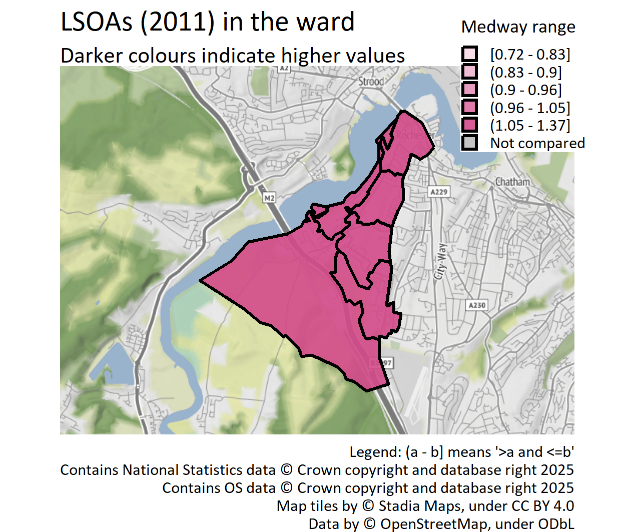 LSOAs (2011) in the ward
Darker colours indicate higher values
Medway range
[0.72 - 0.83]
(0.83 - 0.9]
(0.9 - 0.96]
(0.96 - 1.05]
(1.05 - 1.37]
Not compared
A2
Strood
A229
Chatham
M2
City Way
A230
Legend: (a - b] means '>a and <=b'
Contains National Statistics data © Crown copyright and database right 2025
Contains OS data © Crown copyright and database right 2025
Map tiles by © Stadia Maps, under CC BY 4.0
Data by © OpenStreetMap, under ODbL